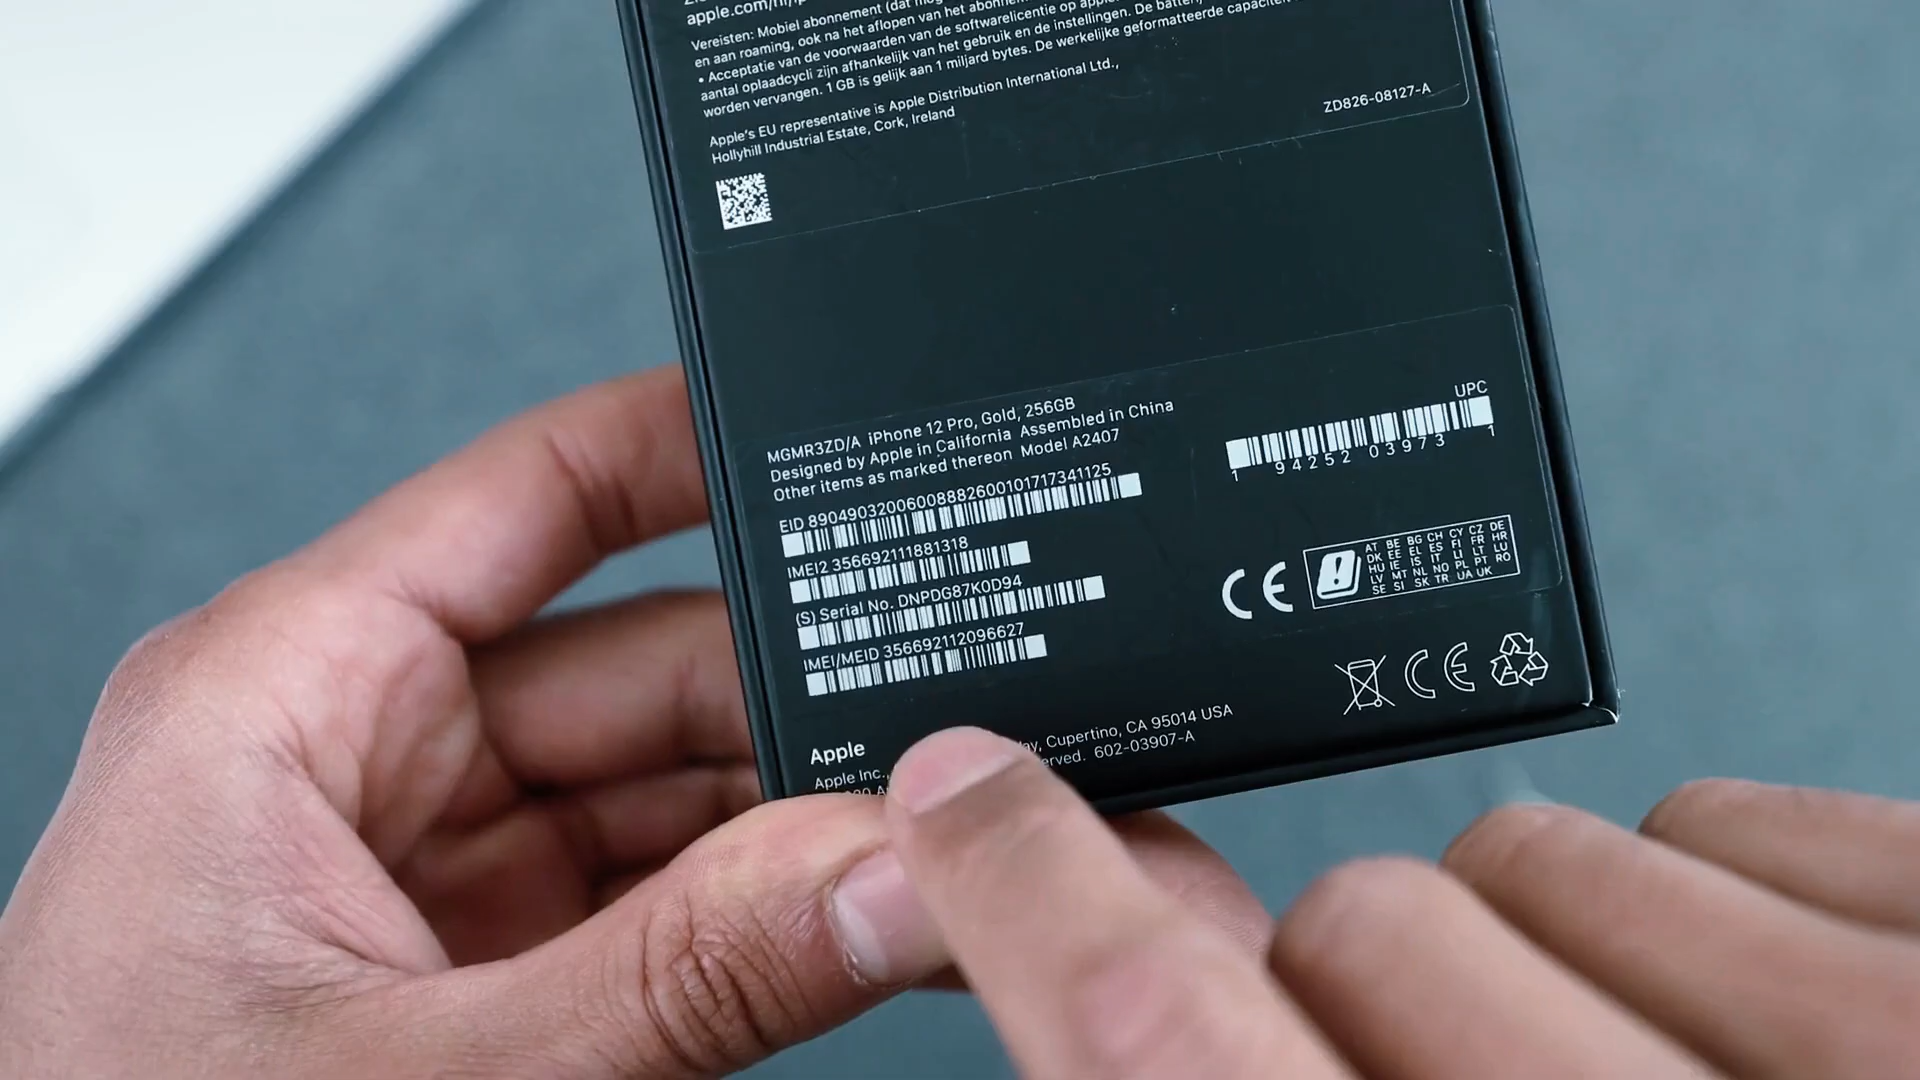 apple.com/nl/
Vereisten: Mobiel abonnement (dat
en aan roaming, ook na het aflopen van het
• Acceptatie van de voorwaarden van de softwarelicentie op
aantal oplaadcycli zijn afhankelijk van het gebruik en de instellingen. De
worden vervangen. 1 GB is gelijk aan 1 miljard bytes. De werkelijke geformatteerde capaciteit
Apple's EU representative is Apple Distribution International Ltd.,
Hollyhill Industrial Estate, Cork, Ireland
ZD826-08127-A
MGMR3ZD/A iPhone 12 Pro, Gold, 256GB
Designed by Apple in California Assembled in China
Other items as marked thereon Model A2407
EID 89049032006008882600101717341125
IMEI2 356692111881318
(S) Serial No. DNPDG87K0D94
IMEI/MEID 356692112096627
UPC
1 94252 03973 1
CE
AT BE BG CH CY CZ DE
DK EE EL ES FI FR HR
HU IE IS IT LI LT LU
LV MT NL NO PL PT RO
SE SI SK TR UA UK
CE
Apple
Apple Inc., Cupertino, CA 95014 USA
602-03907-A